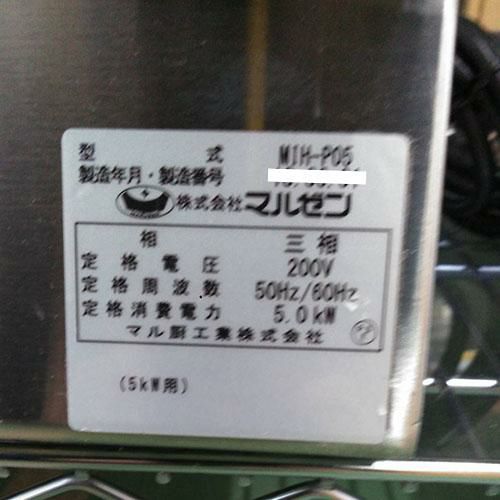 型式 MIH-P05
製造年月・製造番号
株式会社マルゼン
相 三相
定格電圧 200V
定格周波数 50Hz/60Hz
定格消費電力 5.0kW
マル厨工業株式会社
(5kW用)